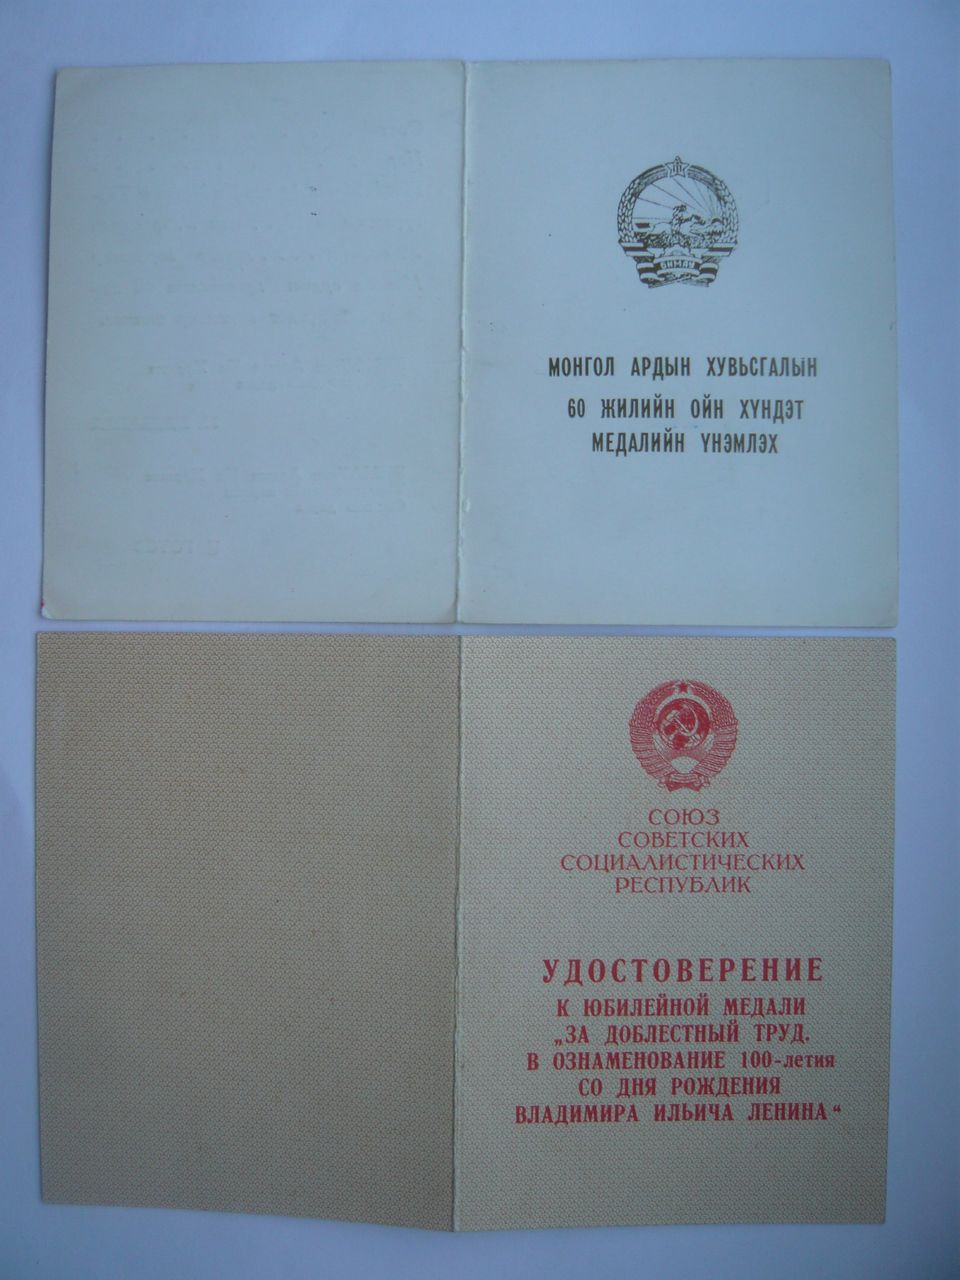 БНМАУ
МОНГОЛ АРДЫН ХУВЬСГАЛЫН
60 ЖИЛИЙН ОЙН ХҮНДЭТ
МЕДАЛИЙН ҮНЭМЛЭХ
СОЮЗ
СОВЕТСКИХ
СОЦИАЛИСТИЧЕСКИХ
РЕСПУБЛИК
УДОСТОВЕРЕНИЕ
К ЮБИЛЕЙНОЙ МЕДАЛИ
„ЗА ДОБЛЕСТНЫЙ ТРУД.
В ОЗНАМЕНОВАНИЕ 100-летия
СО ДНЯ РОЖДЕНИЯ
ВЛАДИМИРА ИЛЬИЧА ЛЕНИНА“